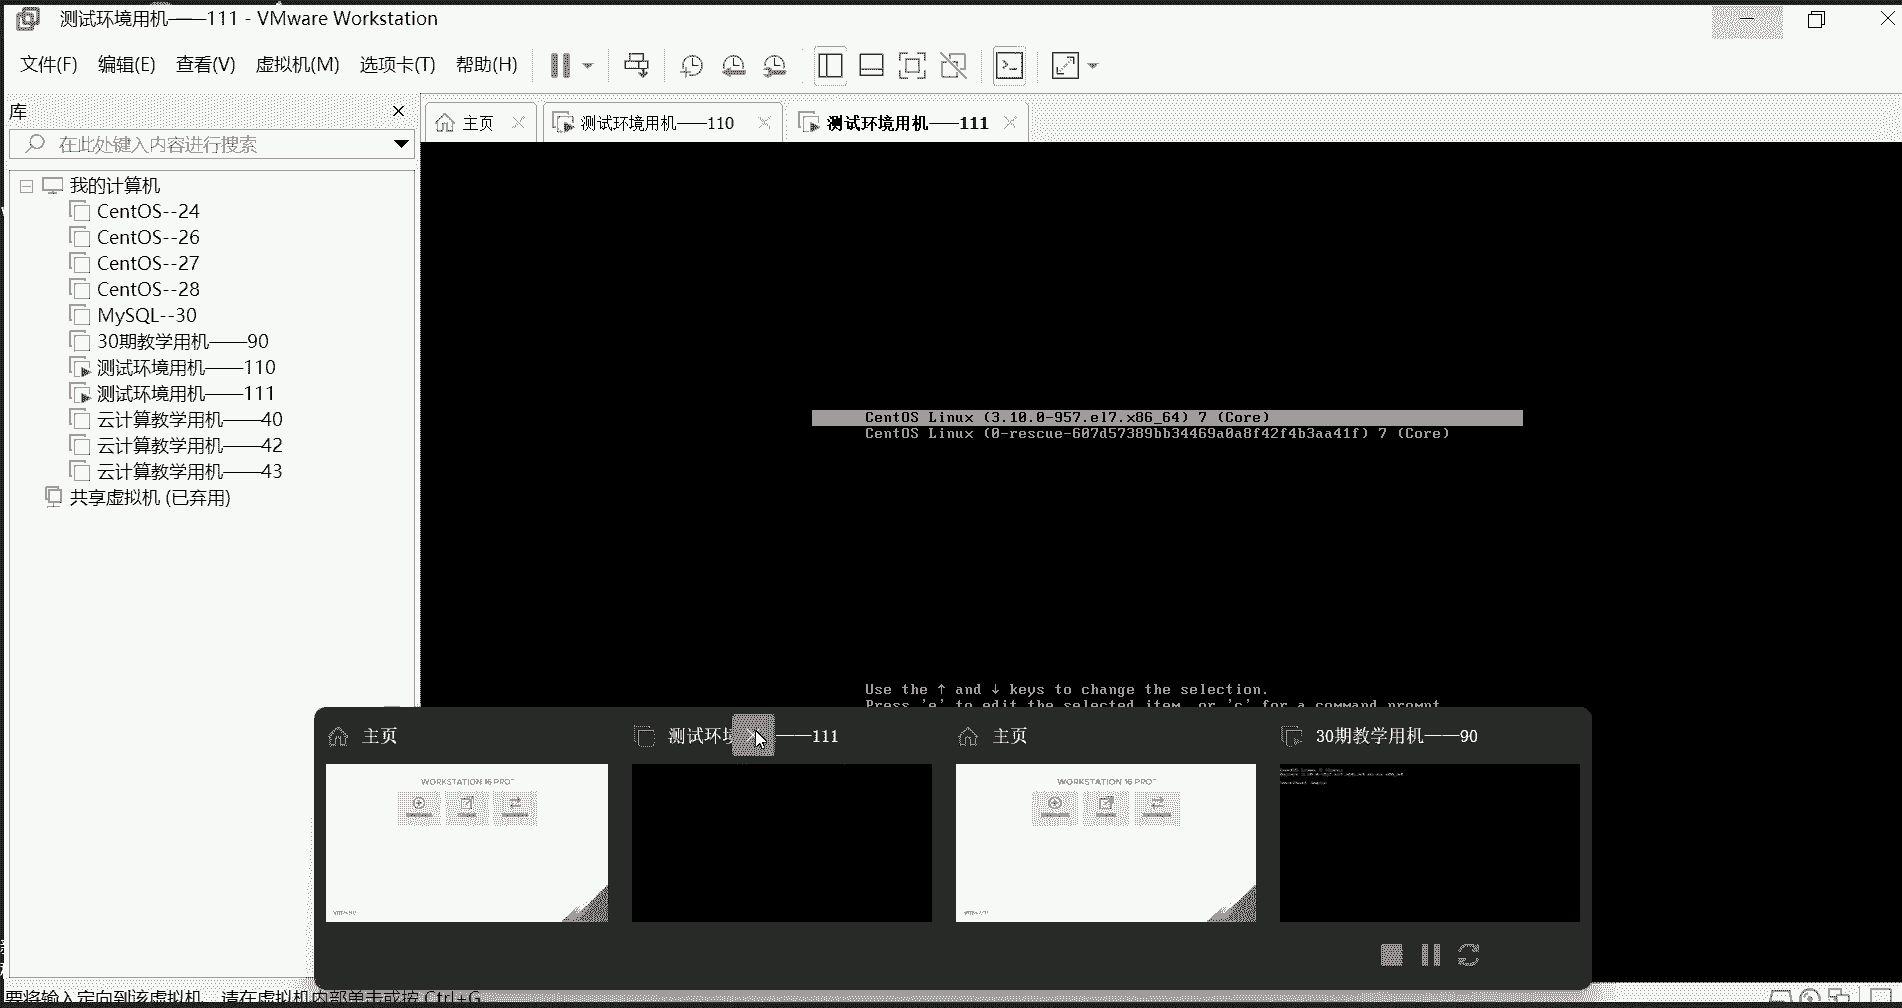 测试环境用机——111 - VMware Workstation
文件(F) 编辑(E) 查看(V) 虚拟机(M) 选项卡(T) 帮助(H)
库
在此处键入内容进行搜索
主页 测试环境用机——110 测试环境用机——111
我的计算机
CentOS--24
CentOS--26
CentOS--27
CentOS--28
MySQL--30
30期教学用机——90
测试环境用机——110
测试环境用机——111
云计算教学用机——40
云计算教学用机——42
云计算教学用机——43
共享虚拟机 (已弃用)
CentOS Linux (3.10.0-957.el7.x86_64) 7 (Core)
CentOS Linux (0-rescue-607d57389bb34469a0a8f42f4b3aa41f) 7 (Core)
Use the ↑ and ↓ keys to change the selection.
Press 'e' to edit the selected item, or 'c' for a command prompt
主页 测试环 ——111 主页 30期教学用机——90
WORKSTATION 16 PRO™ WORKSTATION 16 PRO™
要将输入定向到该虚拟机，请在虚拟机内部单击或按 Ctrl+G